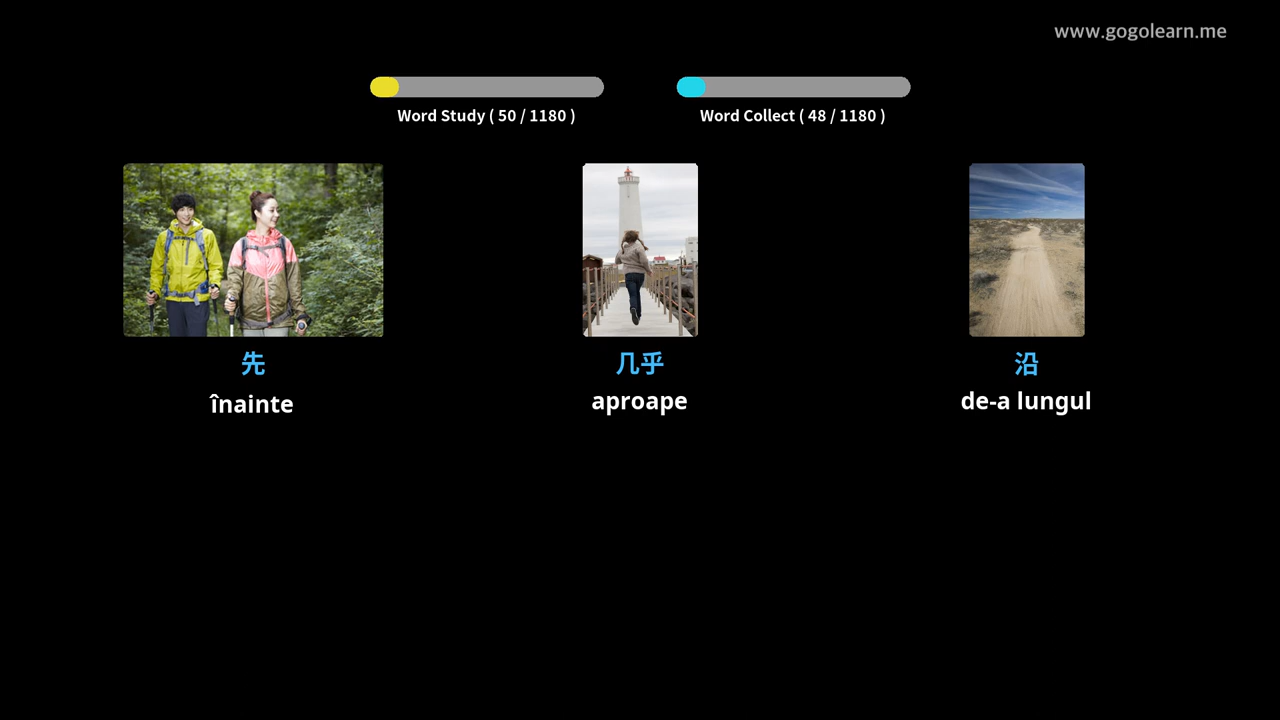 www.gogolearn.me
Word Study ( 50 / 1180 )
Word Collect ( 48 / 1180 )
先
几乎
沿
înainte
aproape
de-a lungul